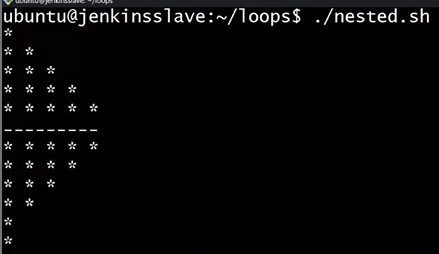 ubuntu@jenkinsslave: ~/loops
ubuntu@jenkinsslave:~/loops$ ./nested.sh
*
* *
* * *
* * * *
* * * * *
---------
* * * * *
* * * *
* * *
* *
*
*